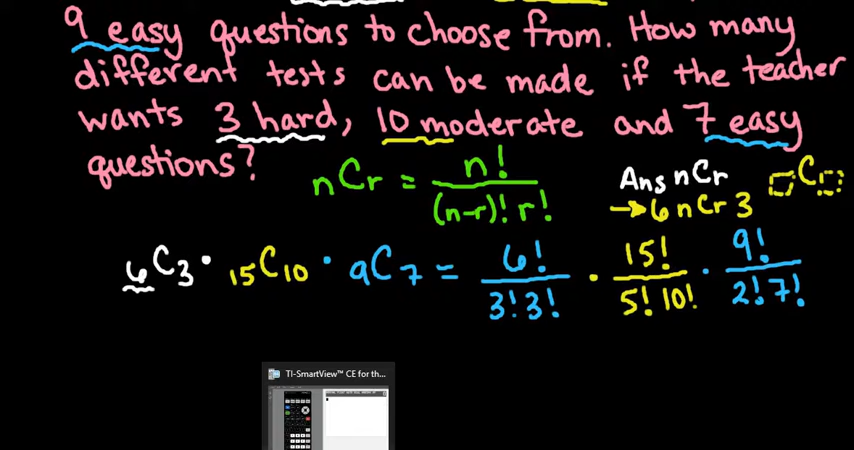 9 easy questions to choose from. How many
different tests can be made if the teacher
wants 3 hard, 10 moderate and 7 easy
questions?
nCr = n! / (n-r)! r!
Ans nCr
→ 6 nCr 3
C
6C3 · 15C10 · 9C7 = 6! / 3! 3! · 15! / 5! 10! · 9! / 2! 7!
TI-SmartView™ CE for th...